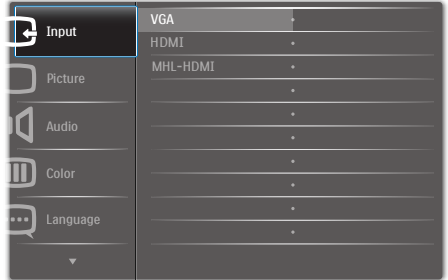 Input
Picture
Audio
Color
Language
VGA
HDMI
MHL-HDMI